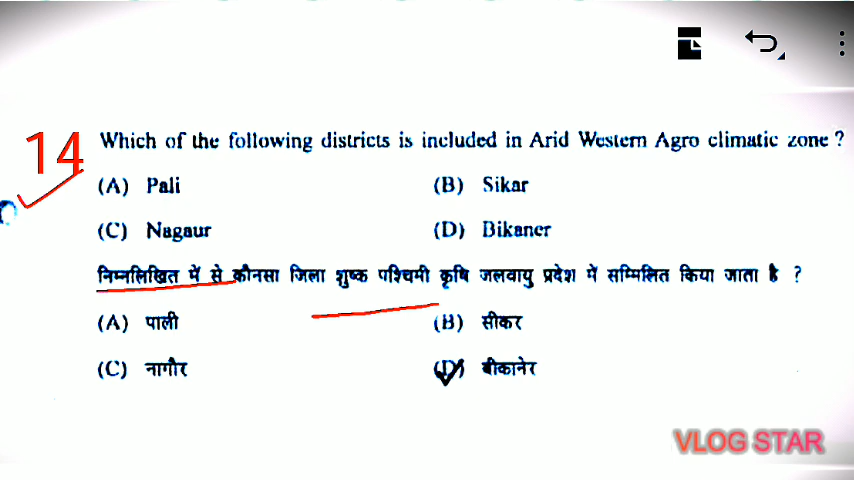 14 Which of the following districts is included in Arid Western Agro climatic zone ?
(A) Pali (B) Sikar
(C) Nagaur (D) Bikaner
निम्नलिखित में से कौनसा जिला शुष्क पश्चिमी कृषि जलवायु प्रदेश में सम्मिलित किया जाता है ?
(A) पाली (B) सीकर
(C) नागौर (D) बीकानेर
VLOG STAR